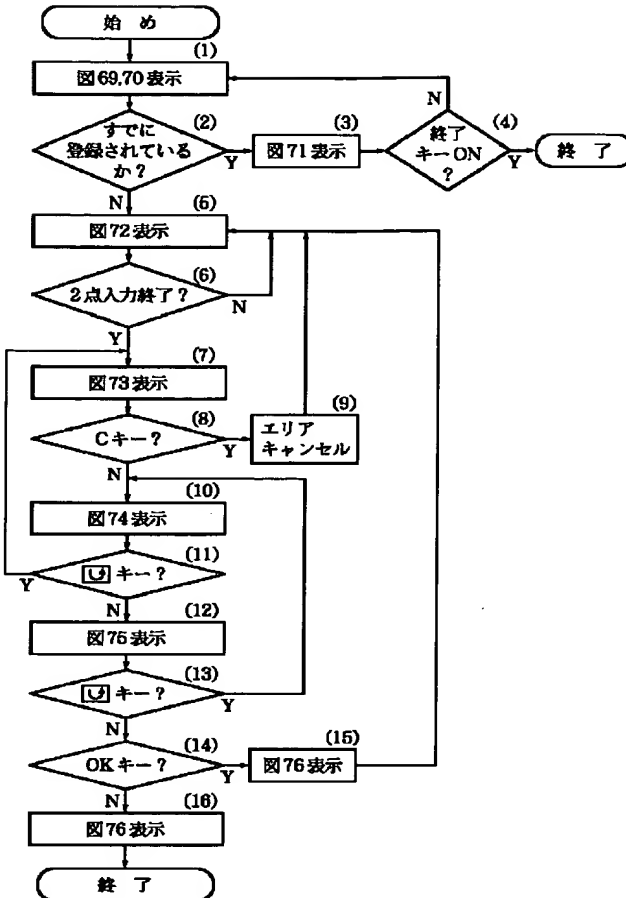 始 め
(1)
図69,70表示
(2)
すでに
登録されている
か？
Y
N
(3)
図71表示
(4)
終了
キーON
？
N
Y
終 了
(5)
図72表示
(6)
2点入力終了？
N
Y
(7)
図73表示
(8)
Cキー？
Y
N
(9)
エリア
キャンセル
(10)
図74表示
(11)
キー？
Y
N
(12)
図75表示
(13)
キー？
Y
N
(14)
OKキー？
Y
N
(15)
図76表示
(16)
図76表示
終 了